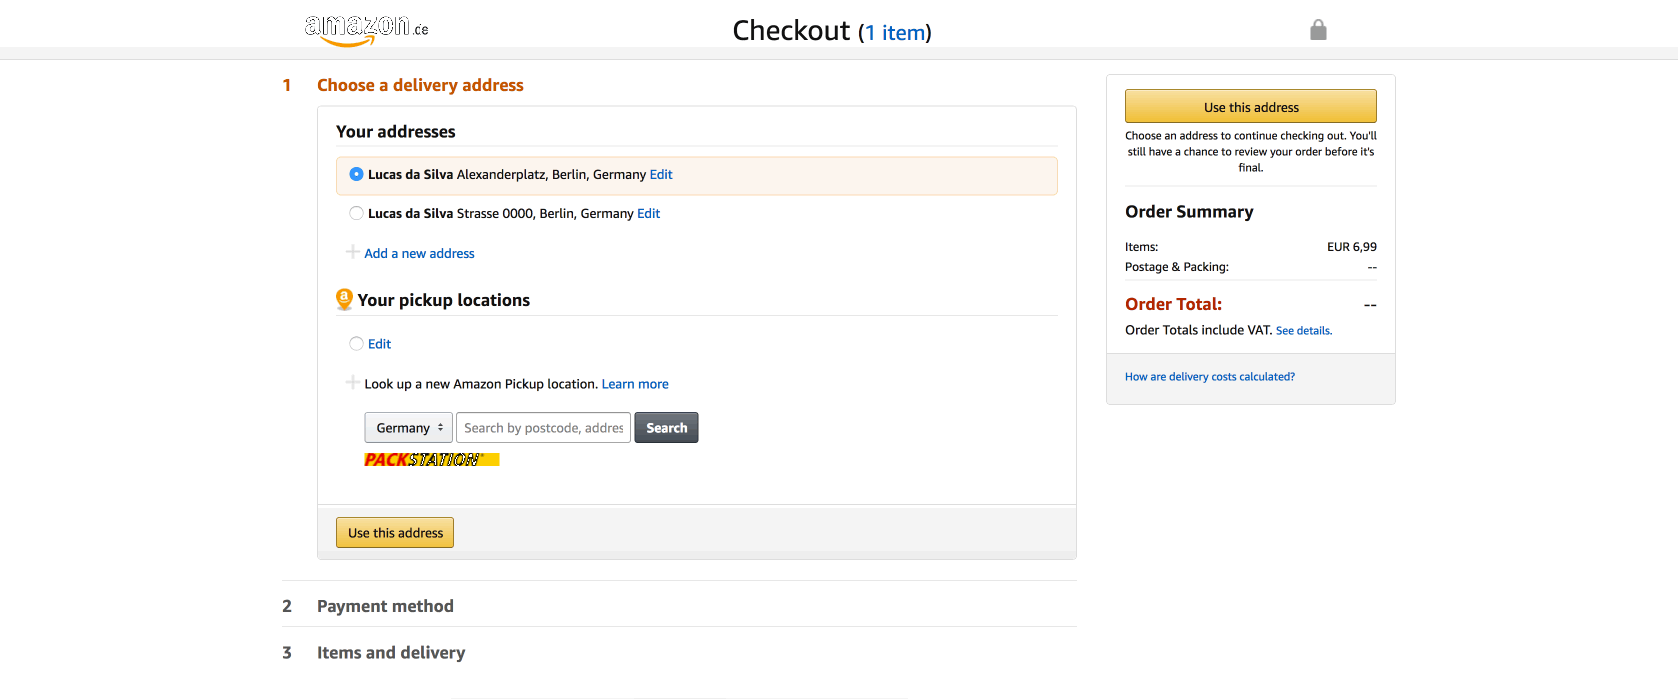 amazon.de
Checkout (1 item)
1 Choose a delivery address
Your addresses
Lucas da Silva Alexanderplatz, Berlin, Germany Edit
Lucas da Silva Strasse 0000, Berlin, Germany Edit
Add a new address
Your pickup locations
Edit
Look up a new Amazon Pickup location. Learn more
Germany Search by postcode, addres Search
PACKSTATION
Use this address
2 Payment method
3 Items and delivery
Use this address
Choose an address to continue checking out. You'll
still have a chance to review your order before it's
final.
Order Summary
Items: EUR 6,99
Postage & Packing: --
Order Total: --
Order Totals include VAT. See details.
How are delivery costs calculated?